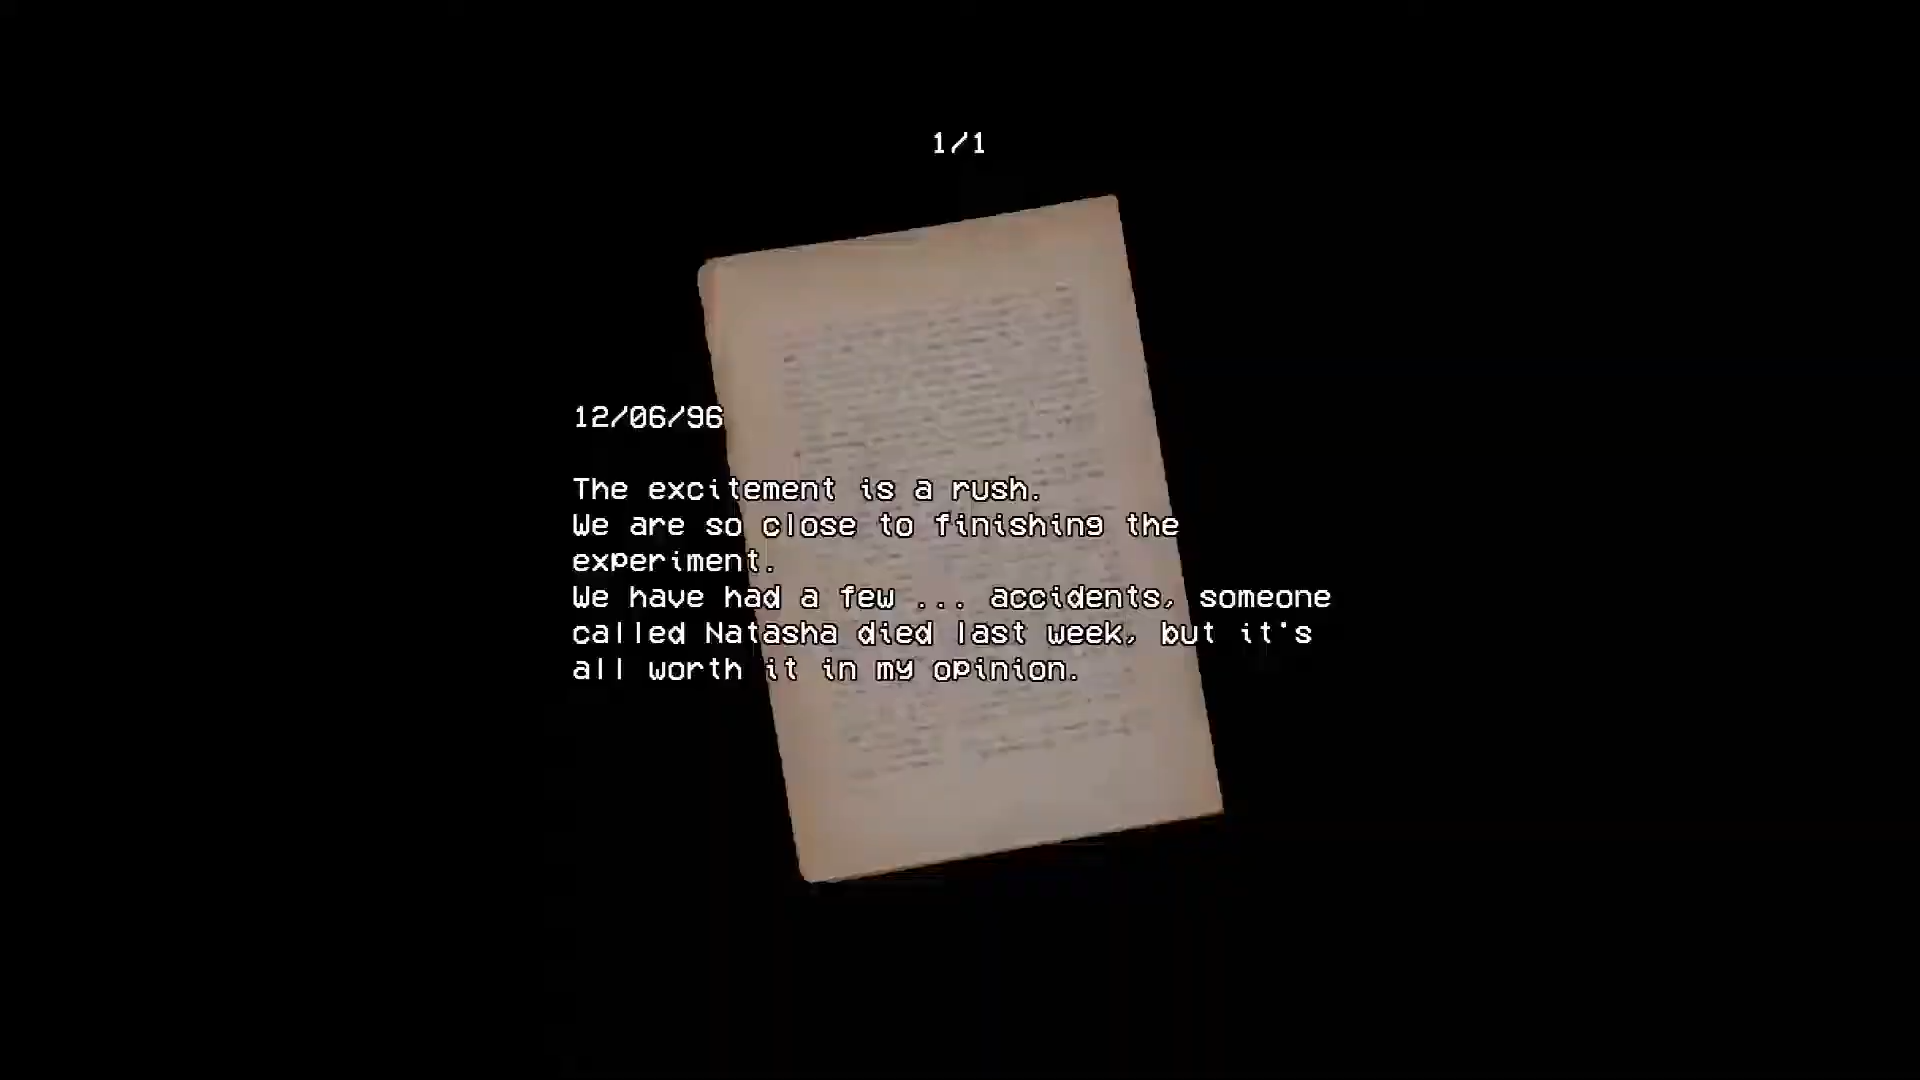 1/1
12/06/96
The excitement is a rush.
We are so close to finishing the
experiment.
We have had a few ... accidents, someone
called Natasha died last week, but it's
all worth it in my opinion.